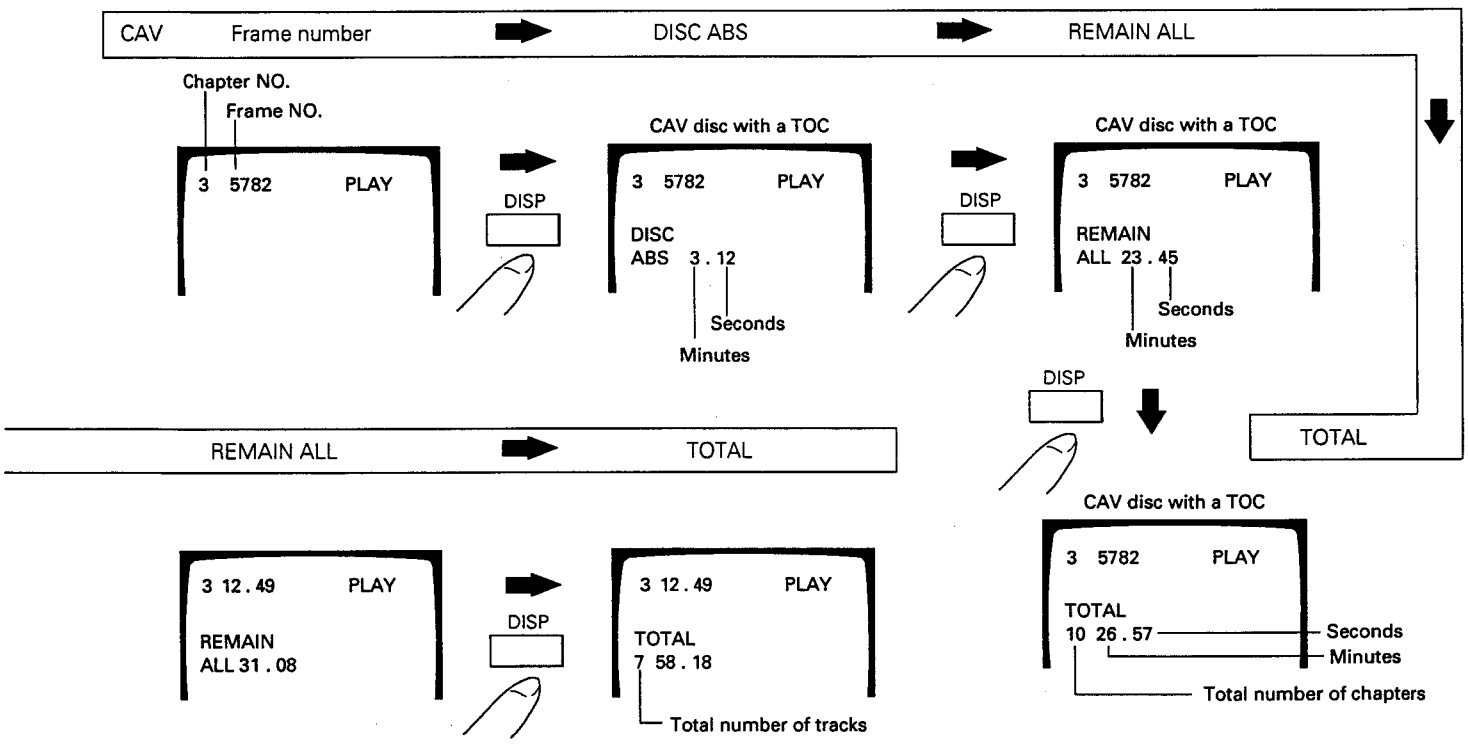 CAV Frame number DISC ABS REMAIN ALL
Chapter NO.
Frame NO.
3 5782 PLAY
DISP
CAV disc with a TOC
3 5782 PLAY
DISC
ABS 3 . 12
Seconds
Minutes
DISP
CAV disc with a TOC
3 5782 PLAY
REMAIN
ALL 23 . 45
Seconds
Minutes
DISP
TOTAL
CAV disc with a TOC
3 5782 PLAY
TOTAL
10 26 . 57
Seconds
Minutes
Total number of chapters
REMAIN ALL TOTAL
3 12 . 49 PLAY
REMAIN
ALL 31 . 08
DISP
3 12 . 49 PLAY
TOTAL
7 58 . 18
Total number of tracks